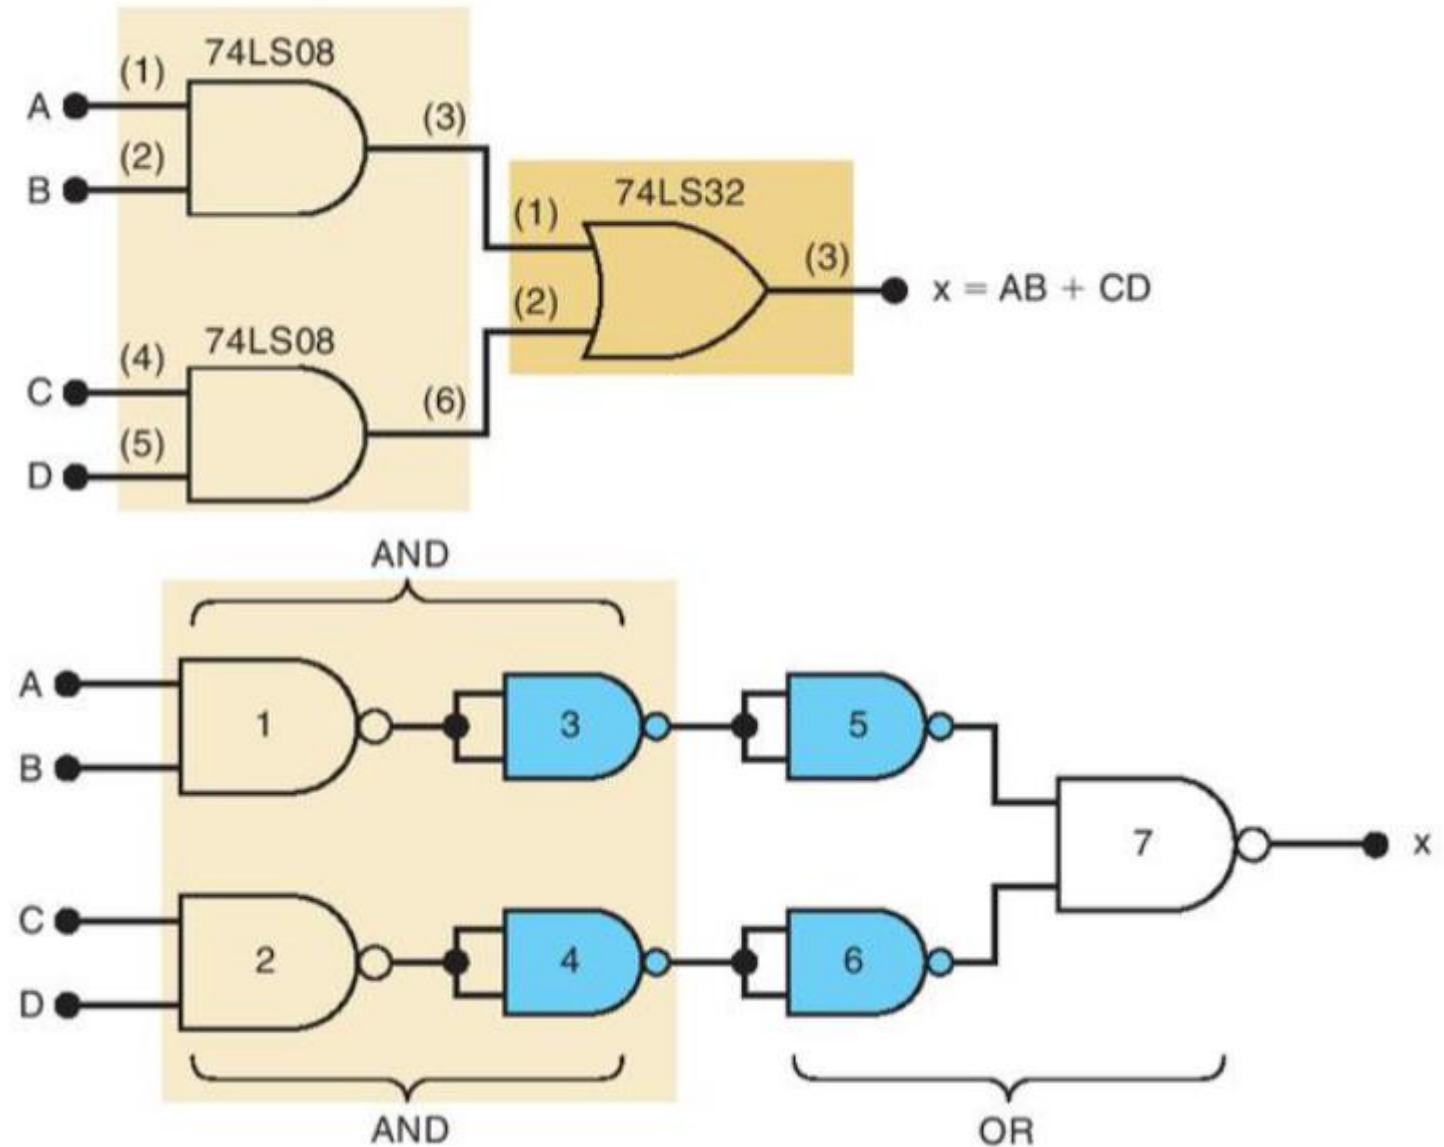 74LS08
(1)
A
(3)
(2)
B
74LS32
(1)
(3)
x = AB + CD
(2)
74LS08
(4)
C
(6)
(5)
D
AND
A
1
3
5
B
7
x
C
2
4
6
D
AND
OR